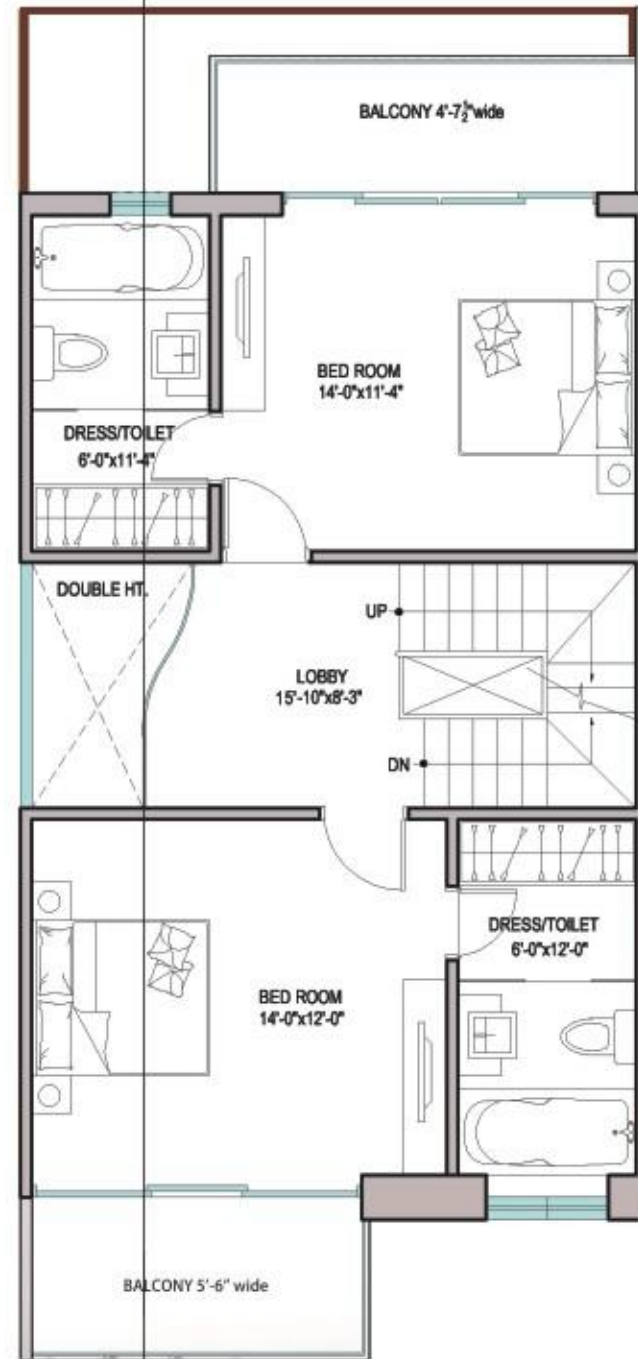 BALCONY 4'-7½"wide
BED ROOM
14'-0"x11'-4"
DRESS/TOILET
6'-0"x11'-4"
DOUBLE HT.
UP
LOBBY
15'-10"x8'-3"
DN
DRESS/TOILET
6'-0"x12'-0"
BED ROOM
14'-0"x12'-0"
BALCONY 5'-6" wide